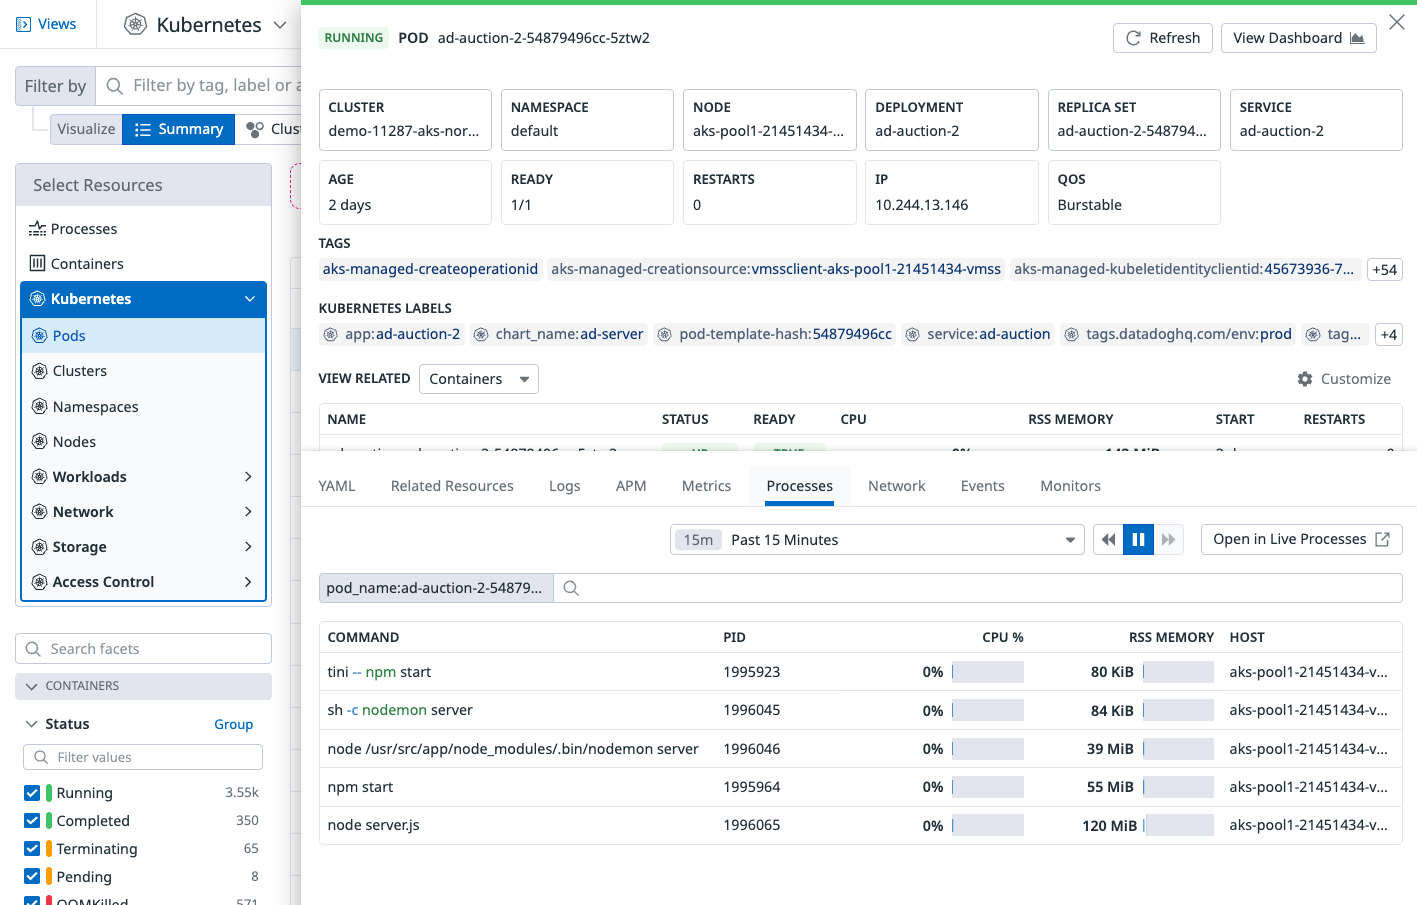 Views
Kubernetes
Filter by
Filter by tag, label or a
Visualize
Summary
Clust
Select Resources
Processes
Containers
Kubernetes
Pods
Clusters
Namespaces
Nodes
Workloads
Network
Storage
Access Control
Search facets
CONTAINERS
Status Group
Filter values
Running 3.55k
Completed 350
Terminating 65
Pending 8
OOMKilled 571
RUNNING POD ad-auction-2-54879496cc-5ztw2
Refresh
View Dashboard
CLUSTER
demo-11287-aks-nor...
NAMESPACE
default
NODE
aks-pool1-21451434-...
DEPLOYMENT
ad-auction-2
REPLICA SET
ad-auction-2-548794...
SERVICE
ad-auction-2
AGE
2 days
READY
1/1
RESTARTS
0
IP
10.244.13.146
QOS
Burstable
TAGS
aks-managed-createoperationid aks-managed-creationsource:vmssclient-aks-pool1-21451434-vmss aks-managed-kubeletidentityclientid:45673936-7... +54
KUBERNETES LABELS
app:ad-auction-2 chart_name:ad-server pod-template-hash:54879496cc service:ad-auction tags.datadoghq.com/env:prod tag... +4
VIEW RELATED Containers Customize
NAME STATUS READY CPU RSS MEMORY START RESTARTS
YAML Related Resources Logs APM Metrics Processes Network Events Monitors
15m Past 15 Minutes Open in Live Processes
pod_name:ad-auction-2-54879...
COMMAND PID CPU % RSS MEMORY HOST
tini -- npm start 1995923 0% 80 KiB aks-pool1-21451434-v...
sh -c nodemon server 1996045 0% 84 KiB aks-pool1-21451434-v...
node /usr/src/app/node_modules/.bin/nodemon server 1996046 0% 39 MiB aks-pool1-21451434-v...
npm start 1995964 0% 55 MiB aks-pool1-21451434-v...
node server.js 1996065 0% 120 MiB aks-pool1-21451434-v...